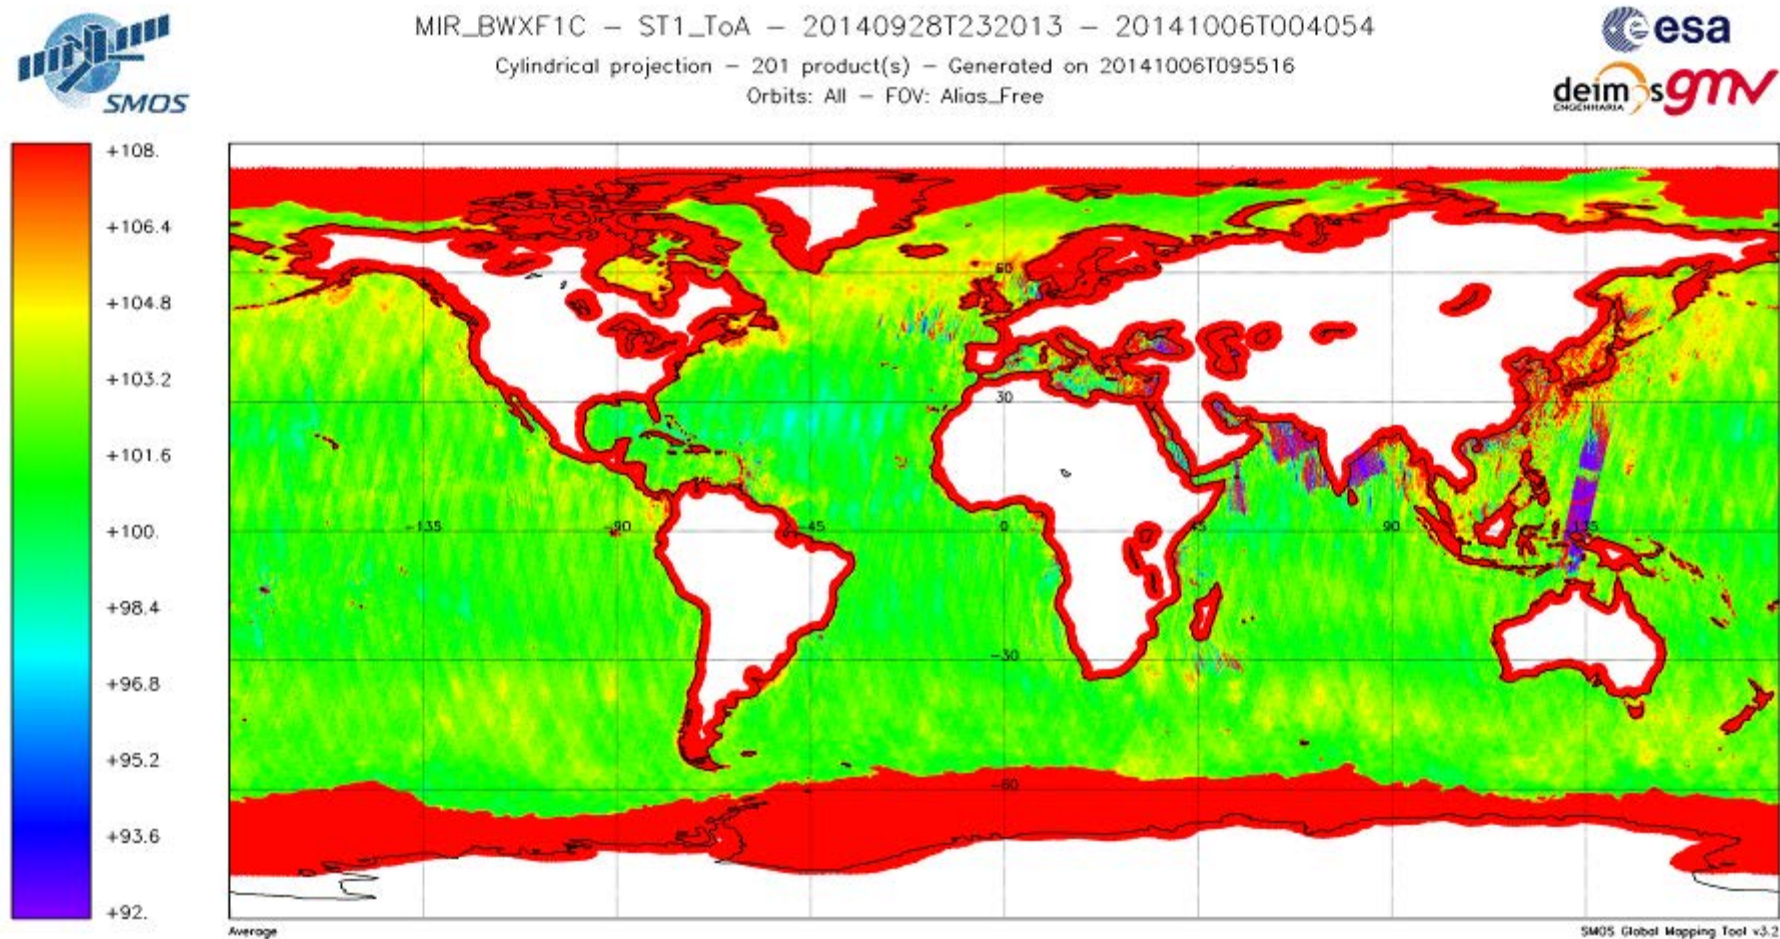 SMOS
MIR_BWXF1C – ST1_ToA – 20140928T232013 – 20141006T004054
Cylindrical projection – 201 product(s) – Generated on 20141006T095516
Orbits: All – FOV: Alias_Free
esa
deimos
ENGENHARIA
gmv
+108.
+106.4
+104.8
+103.2
+101.6
+100.
+98.4
+96.8
+95.2
+93.6
+92.
60
30
-135
-90
-45
0
45
90
135
-30
-60
Average
SMOS Global Mapping Tool v3.2